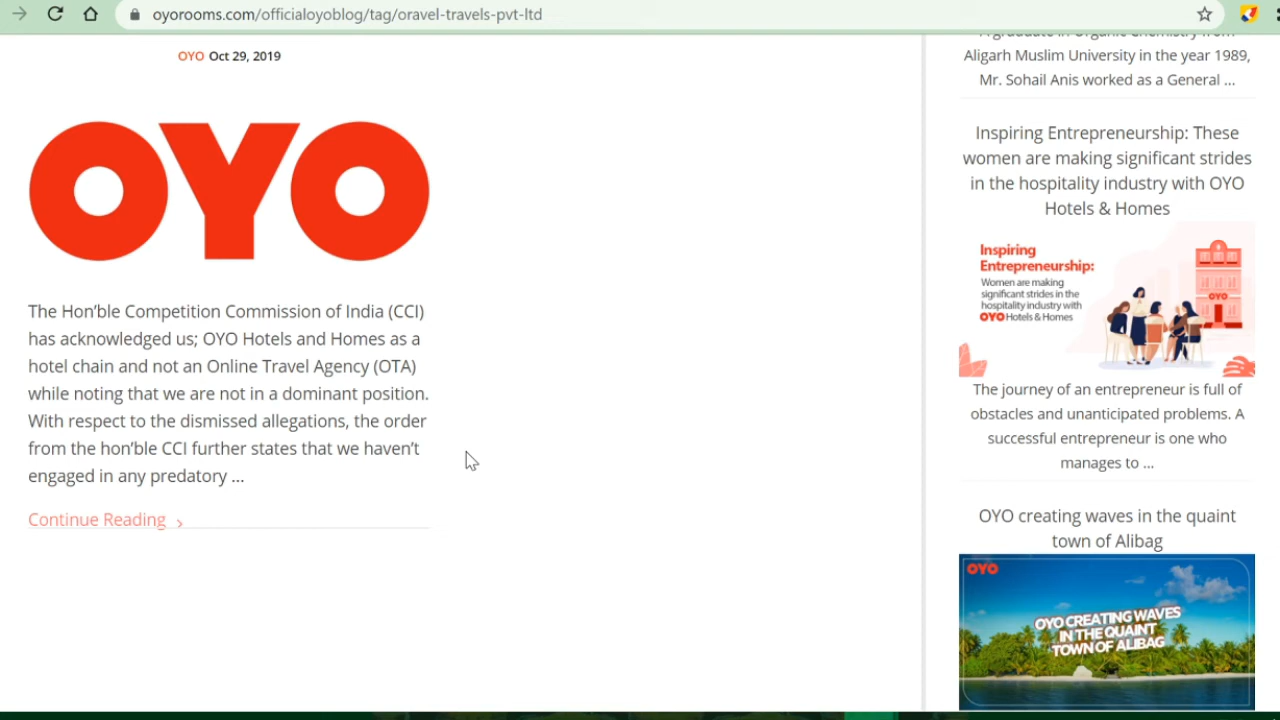 oyorooms.com/officialoyoblog/tag/oravel-travels-pvt-ltd
OYO Oct 29, 2019
OYO
The Hon’ble Competition Commission of India (CCI)
has acknowledged us; OYO Hotels and Homes as a
hotel chain and not an Online Travel Agency (OTA)
while noting that we are not in a dominant position.
With respect to the dismissed allegations, the order
from the hon’ble CCI further states that we haven’t
engaged in any predatory ...
Continue Reading ›
A graduate in Organic Chemistry from
Aligarh Muslim University in the year 1989,
Mr. Sohail Anis worked as a General ...
Inspiring Entrepreneurship: These
women are making significant strides
in the hospitality industry with OYO
Hotels & Homes
Inspiring
Entrepreneurship:
Women are making
significant strides in the
hospitality industry with
OYO Hotels & Homes
OYO
The journey of an entrepreneur is full of
obstacles and unanticipated problems. A
successful entrepreneur is one who
manages to ...
OYO creating waves in the quaint
town of Alibag
OYO
OYO CREATING WAVES
IN THE QUAINT
TOWN OF ALIBAG